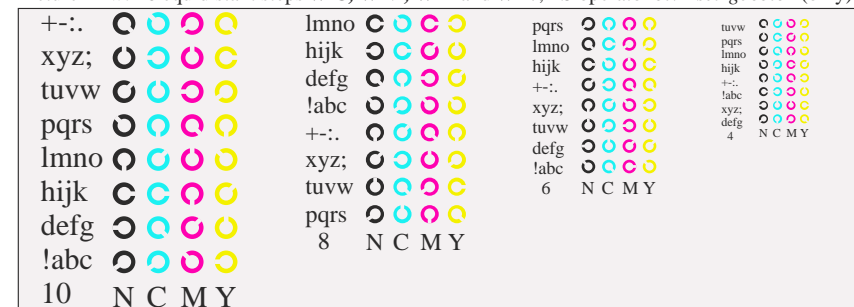 +-:.
xyz;
tuvw
pqrs
lmno
hijk
defg
!abc
10 N C M Y
lmno
hijk
defg
!abc
+-:.
xyz;
tuvw
pqrs
8 N C M Y
pqrs
lmno
hijk
+-:.
xyz;
tuvw
defg
!abc
6 N C M Y
tuvw
pqrs
lmno
hijk
+-:.
!abc
xyz;
defg
4 N C M Y